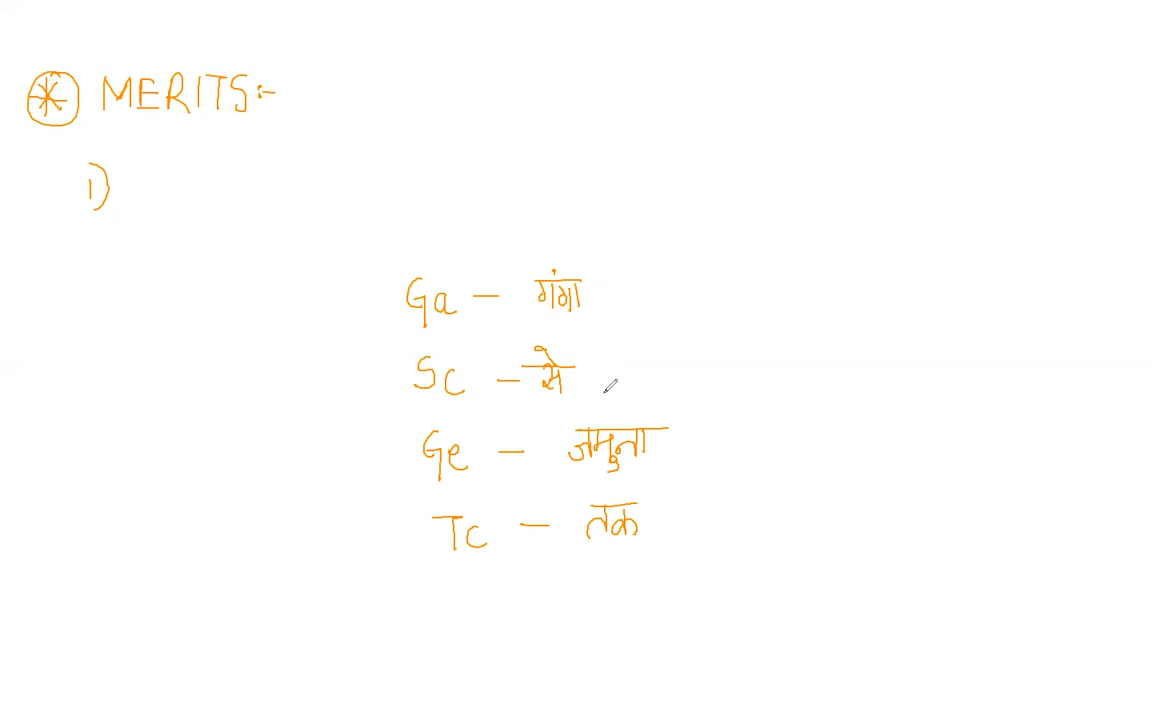 * MERITS:-
1)
Ga - गंगा
Sc - से
Ge - जमुना
Tc - तक